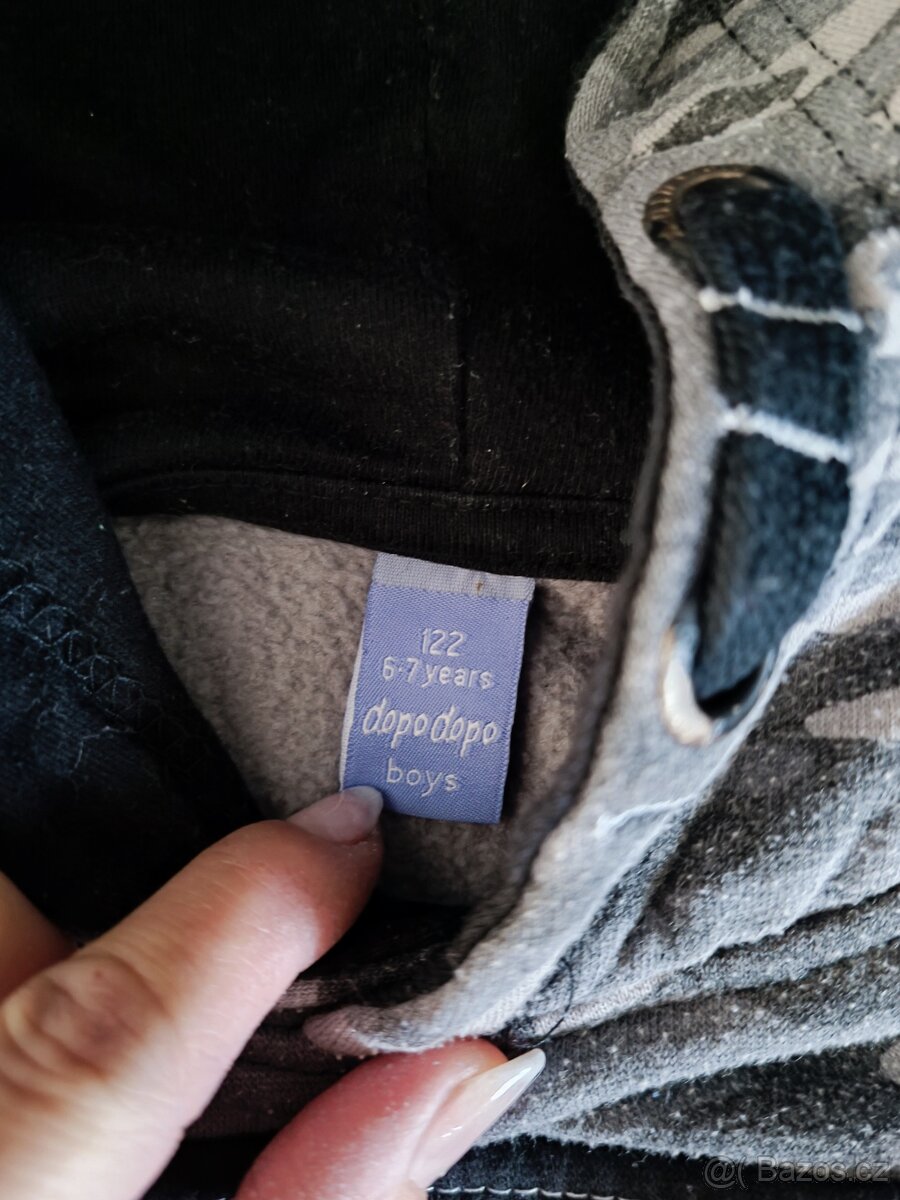 122
6-7 years
dopodopo
boys
@( Bazos.cz